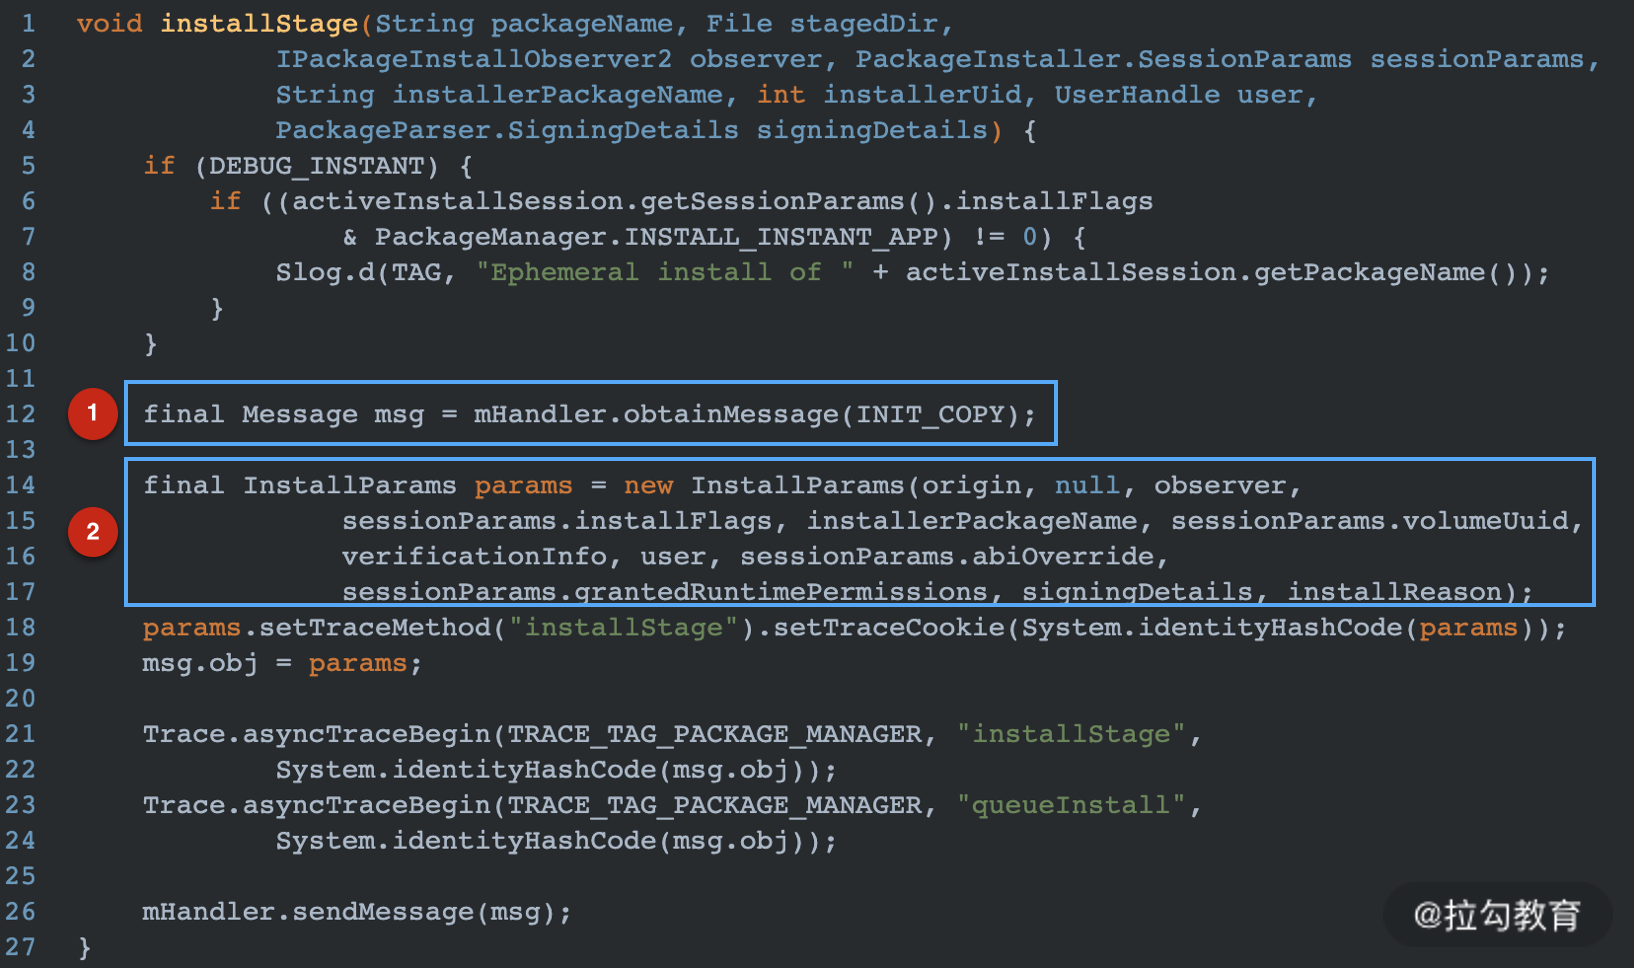 1 void installStage(String packageName, File stagedDir,
2 IPackageInstallObserver2 observer, PackageInstaller.SessionParams sessionParams,
3 String installerPackageName, int installerUid, UserHandle user,
4 PackageParser.SigningDetails signingDetails) {
5 if (DEBUG_INSTANT) {
6 if ((activeInstallSession.getSessionParams().installFlags
7 & PackageManager.INSTALL_INSTANT_APP) != 0) {
8 Slog.d(TAG, "Ephemeral install of " + activeInstallSession.getPackageName());
9 }
10 }
11
12 1 final Message msg = mHandler.obtainMessage(INIT_COPY);
13
14 final InstallParams params = new InstallParams(origin, null, observer,
15 2 sessionParams.installFlags, installerPackageName, sessionParams.volumeUuid,
16 verificationInfo, user, sessionParams.abiOverride,
17 sessionParams.grantedRuntimePermissions, signingDetails, installReason);
18 params.setTraceMethod("installStage").setTraceCookie(System.identityHashCode(params));
19 msg.obj = params;
20
21 Trace.asyncTraceBegin(TRACE_TAG_PACKAGE_MANAGER, "installStage",
22 System.identityHashCode(msg.obj));
23 Trace.asyncTraceBegin(TRACE_TAG_PACKAGE_MANAGER, "queueInstall",
24 System.identityHashCode(msg.obj));
25
26 mHandler.sendMessage(msg);
27 }
@拉勾教育